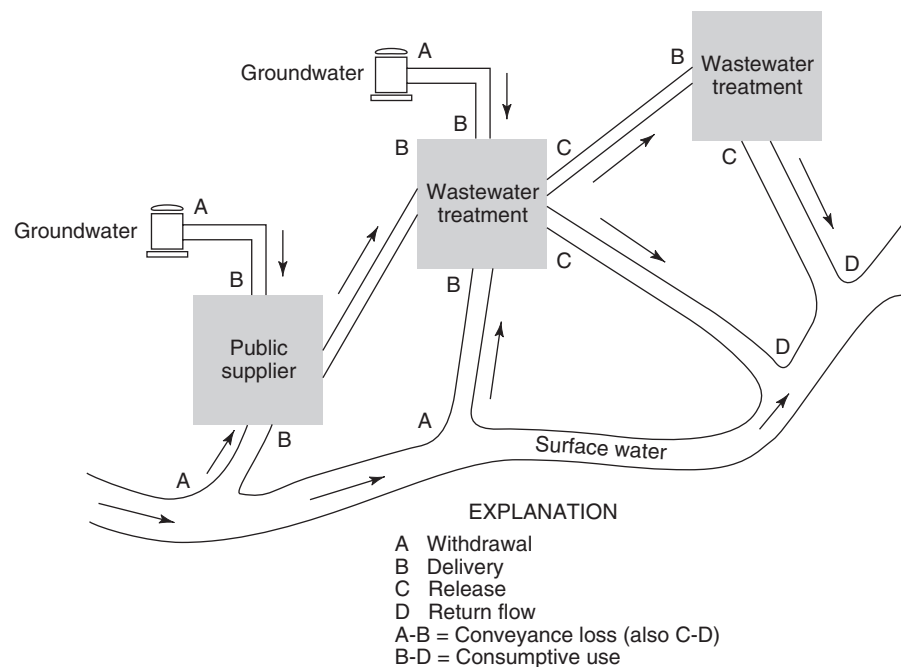 A
Groundwater
B
Wastewater
treatment
B
B
C
C
Wastewater
treatment
A
Groundwater
B
D
B
C
Public
supplier
D
B
A
A
Surface water
EXPLANATION
A Withdrawal
B Delivery
C Release
D Return flow
A-B = Conveyance loss (also C-D)
B-D = Consumptive use